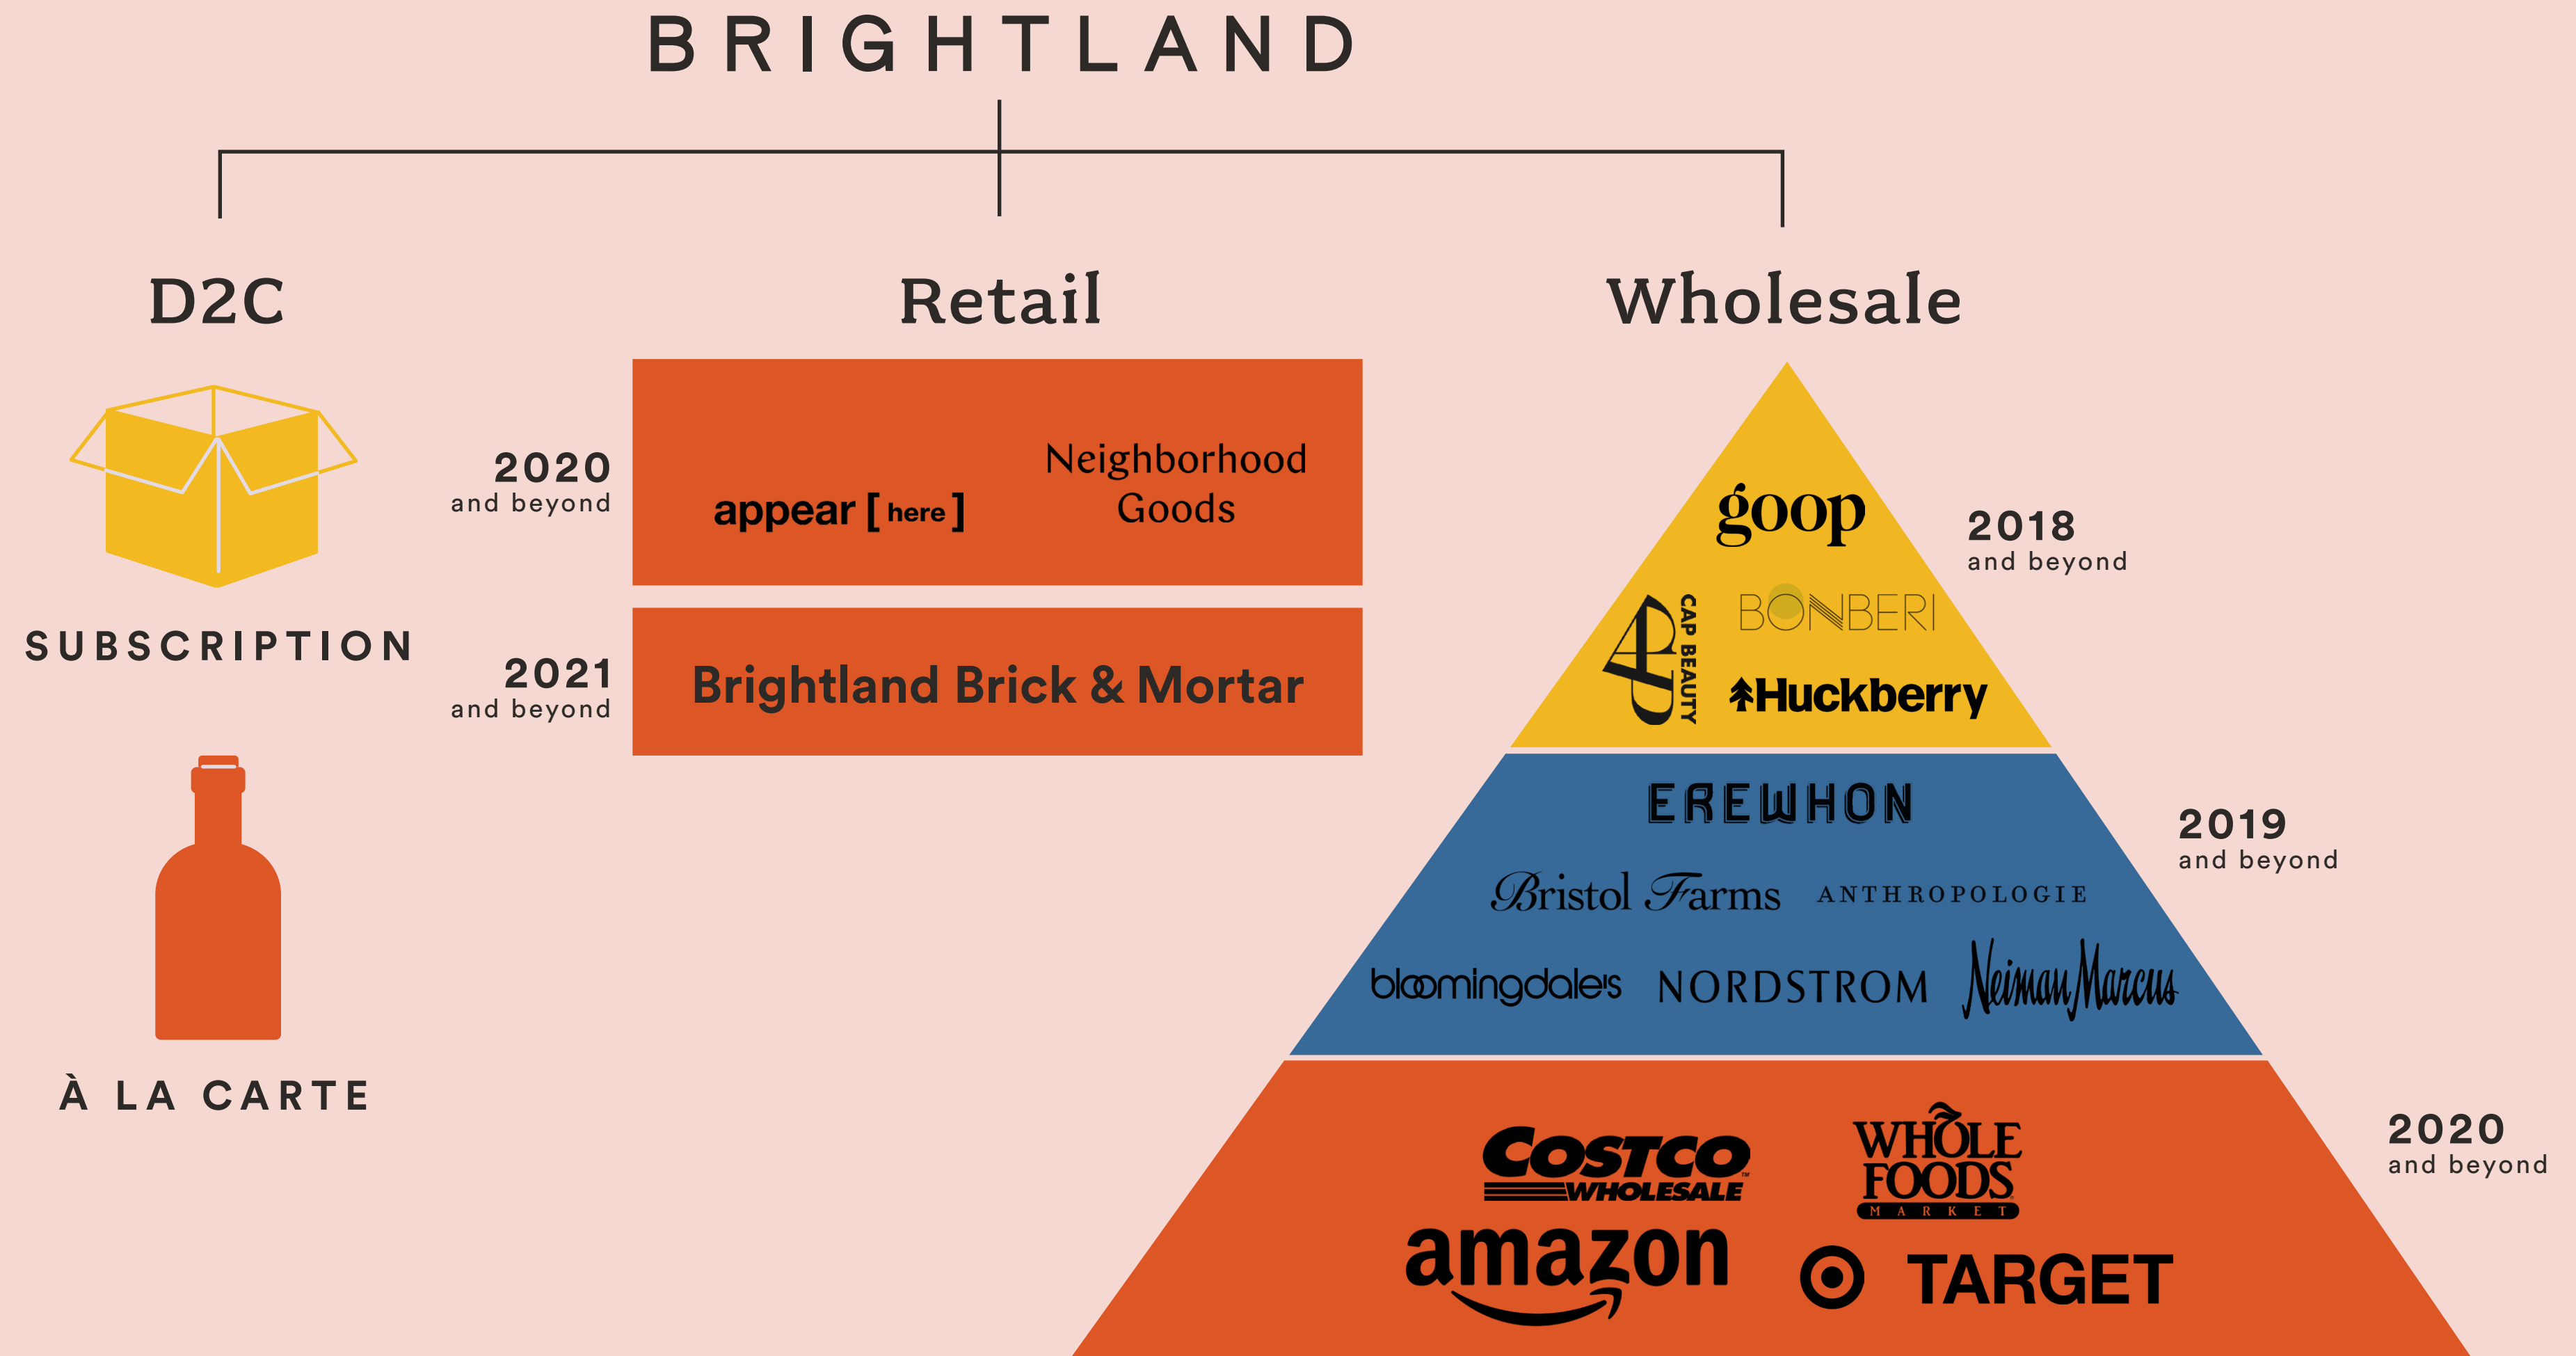 BRIGHTLAND
D2C
SUBSCRIPTION
À LA CARTE
Retail
2020
and beyond
appear [here]
Neighborhood
Goods
2021
and beyond
Brightland Brick & Mortar
Wholesale
goop
CAP BEAUTY
BONBERI
Huckberry
2018
and beyond
EREWHON
Bristol Farms
ANTHROPOLOGIE
bloomingdale's
NORDSTROM
Neiman Marcus
2019
and beyond
COSTCO
WHOLESALE
WHOLE
FOODS
MARKET
amazon
TARGET
2020
and beyond